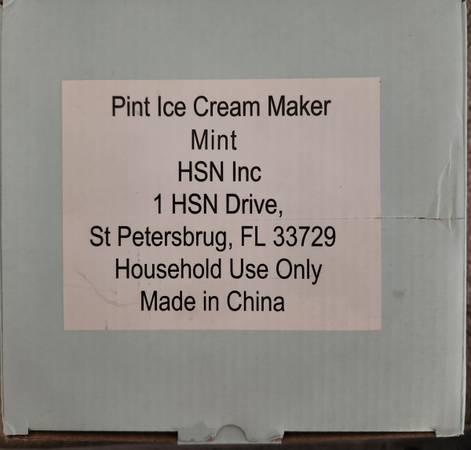 Pint Ice Cream Maker
Mint
HSN Inc
1 HSN Drive,
St Petersbrug, FL 33729
Household Use Only
Made in China